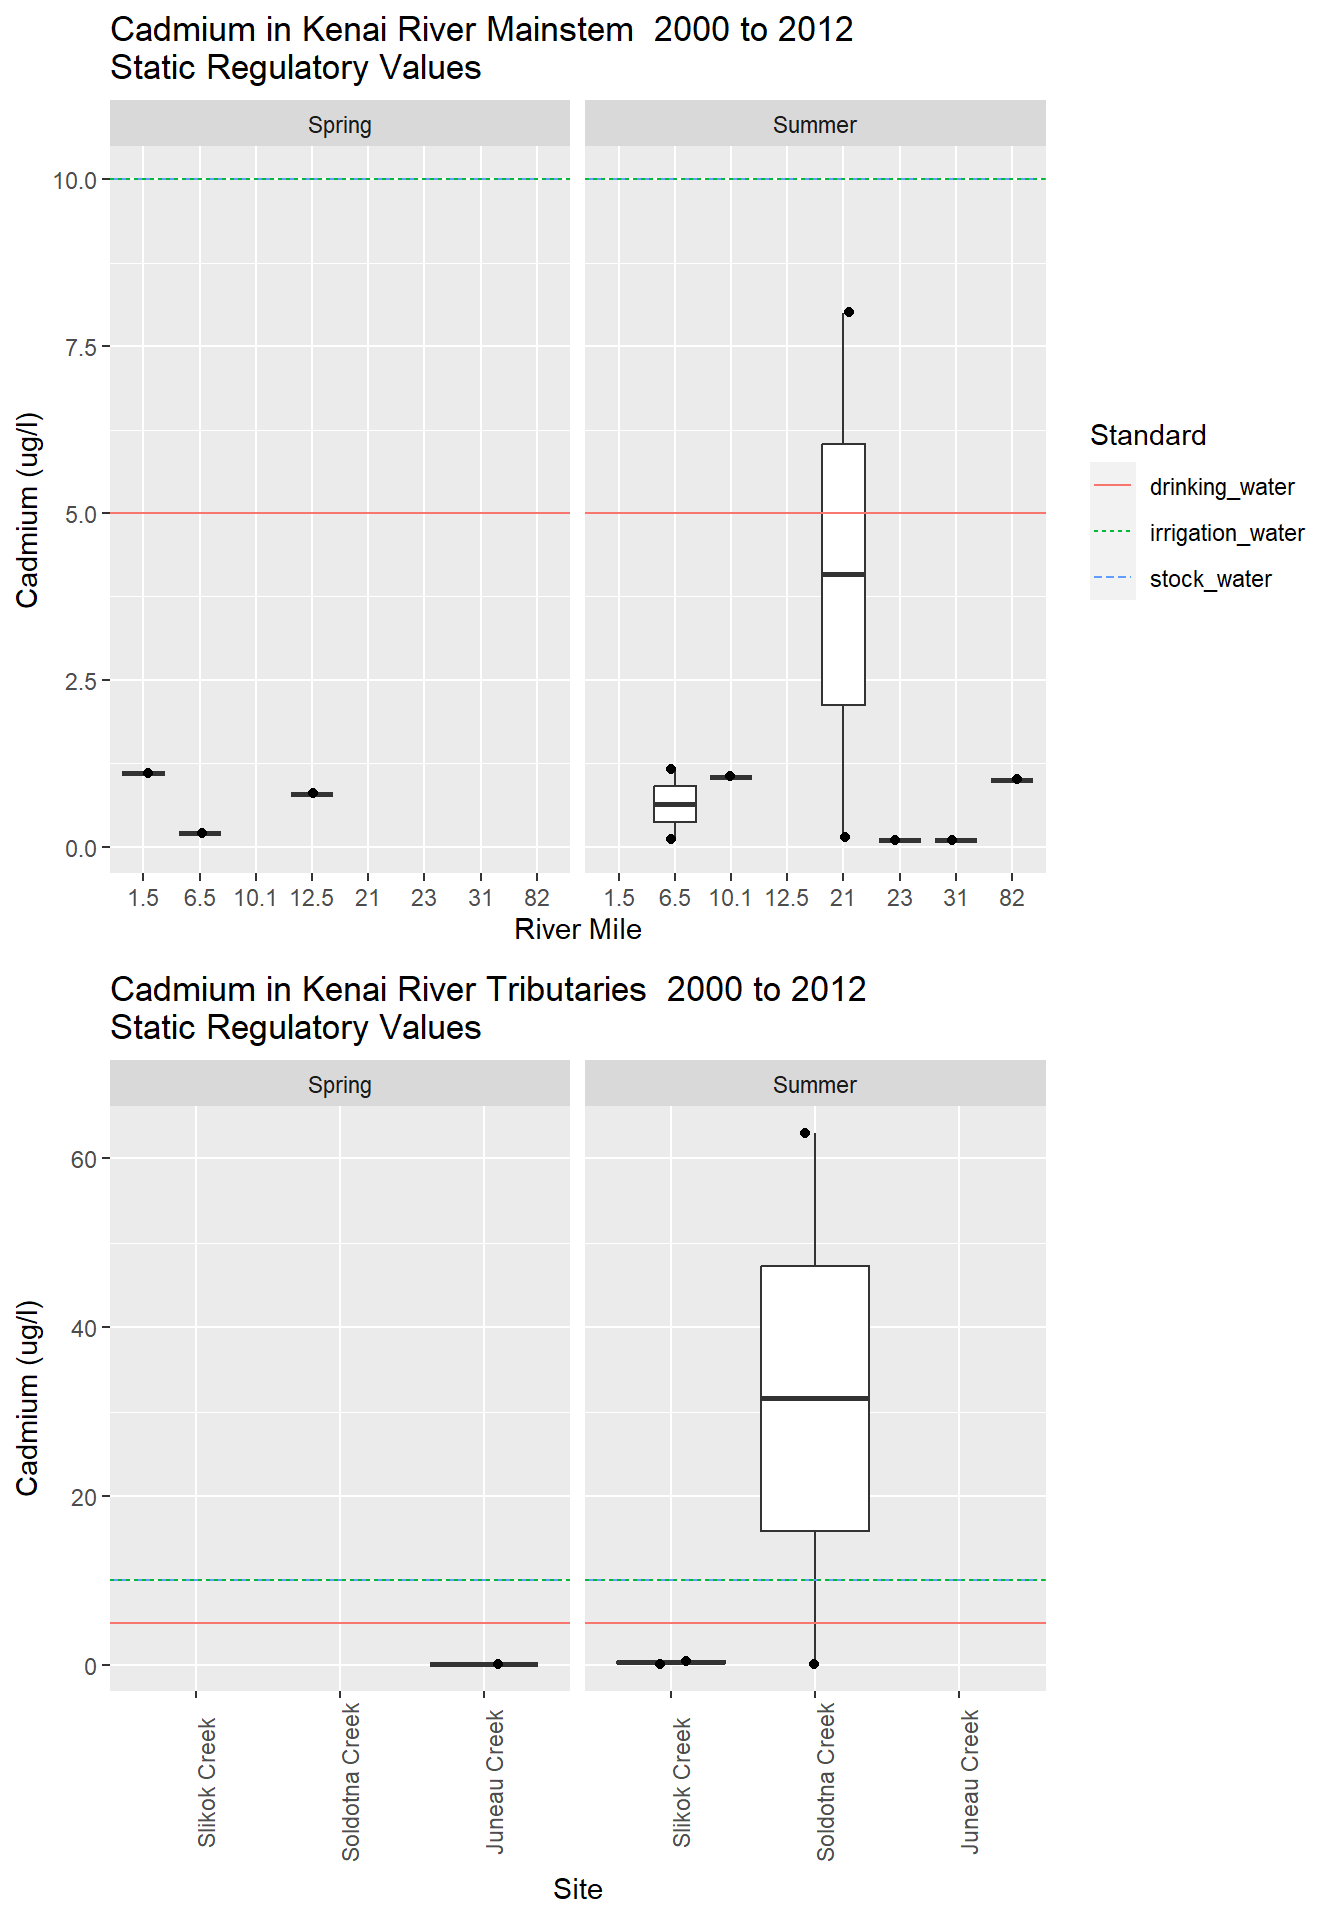 Cadmium in Kenai River Mainstem  2000 to 2012
Static Regulatory Values
Spring
Summer
10.0
7.5
5.0
2.5
0.0
Cadmium (ug/l)
1.5 6.5 10.1 12.5 21 23 31 82
1.5 6.5 10.1 12.5 21 23 31 82
River Mile
Standard
drinking_water
irrigation_water
stock_water
Cadmium in Kenai River Tributaries  2000 to 2012
Static Regulatory Values
Spring
Summer
60
40
20
0
Cadmium (ug/l)
Slikok Creek
Soldotna Creek
Juneau Creek
Slikok Creek
Soldotna Creek
Juneau Creek
Site